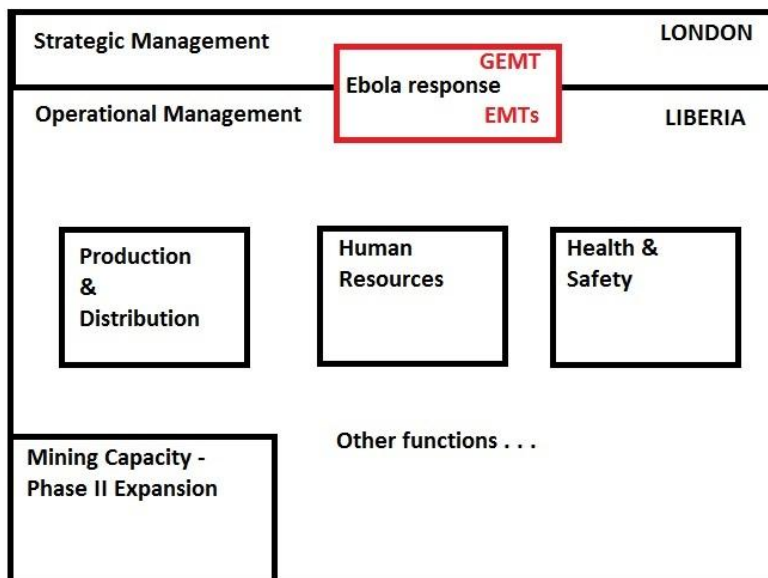 Strategic Management
LONDON
GEMT
Ebola response
EMTs
Operational Management
LIBERIA
Production
&
Distribution
Human
Resources
Health &
Safety
Other functions . . .
Mining Capacity -
Phase II Expansion